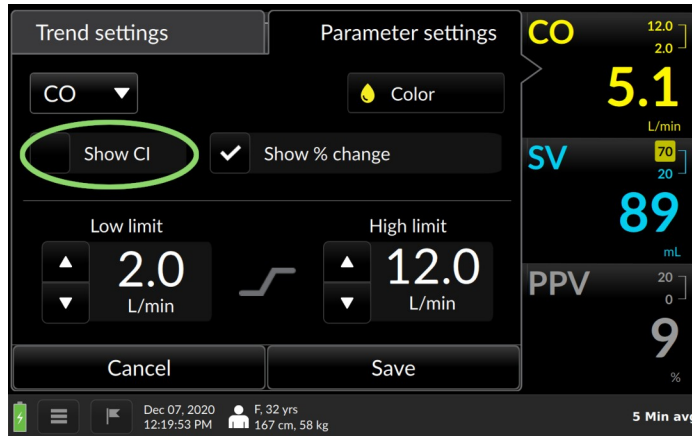 Trend settings
Parameter settings
CO
Color
Show CI
Show % change
Low limit
High limit
2.0
L/min
12.0
L/min
Cancel
Save
CO
12.0
2.0
5.1
L/min
SV
70
20
89
mL
PPV
20
0
9
%
Dec 07, 2020
12:19:53 PM
F, 32 yrs
167 cm, 58 kg
5 Min avg